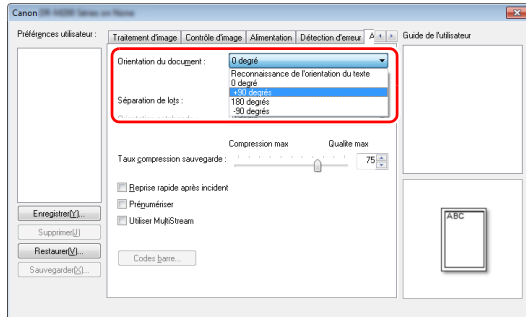 Canon
Préférences utilisateur :
Traitement d'image Contrôle d'image Alimentation Détection d'erreur
Guide de l'utilisateur
Orientation du document : 0 degré
Reconnaissance de l'orientation du texte
0 degré
+90 degrés
Séparation de lots : 180 degrés
-90 degrés
Compression max Qualite max
Taux compression sauvegarde : 75
Reprise rapide après incident
Prénumériser
Utiliser MultiStream
Codes barre...
Enregistrer(Y)...
Supprimer(U)
Restaurer(V)...
Sauvegarder(X)...
ABC